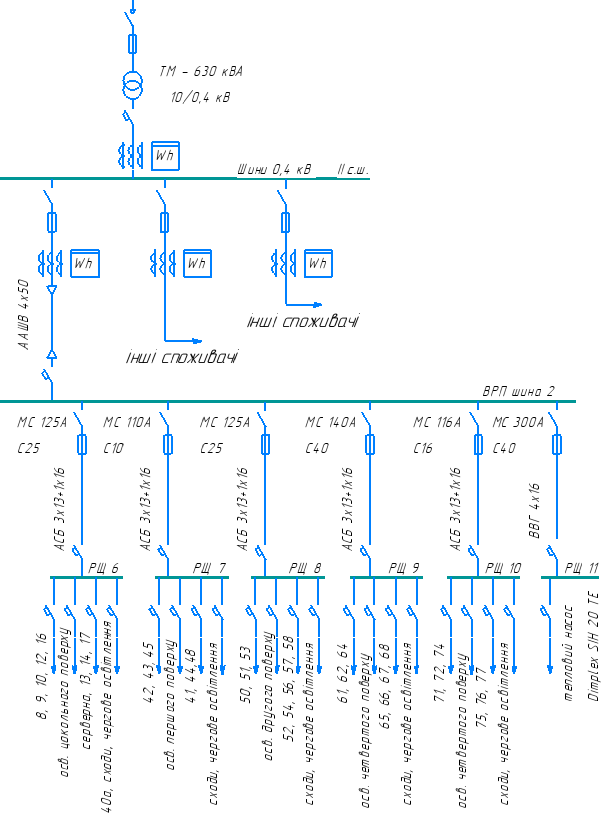 ТМ - 630 кВА
10/0,4 кВ
Wh
Шини 0,4 кВ II с.ш.
Wh
Wh
Wh
ААШВ 4х50
Інші споживачі
Інші споживачі
ВРП шина 2
МС 125А
С25
МС 110А
С10
МС 125А
С25
МС 140А
С40
МС 116А
С16
МС 300А
С40
АСБ 3х13+1х16
АСБ 3х13+1х16
АСБ 3х13+1х16
АСБ 3х13+1х16
АСБ 3х13+1х16
ВВГ 4х16
РЩ 6
РЩ 7
РЩ 8
РЩ 9
РЩ 10
РЩ 11
8, 9, 10, 12, 16
осв. цокольного поверху
серверна, 13, 14, 17
40а, сходи, чергове освітлення
42, 43, 45
осв. першого поверху
41, 44,48
сходи, чергове освітлення
50, 51, 53
осв. другого поверху
52, 54, 56, 57, 58
сходи, чергове освітлення
61, 62, 64
осв. четвертого поверху
65, 66, 67, 68
сходи, чергове освітлення
71, 72, 74
осв. четвертого поверху
75, 76, 77
сходи, чергове освітлення
тепловий насос
Dimplex SIH 20 TE